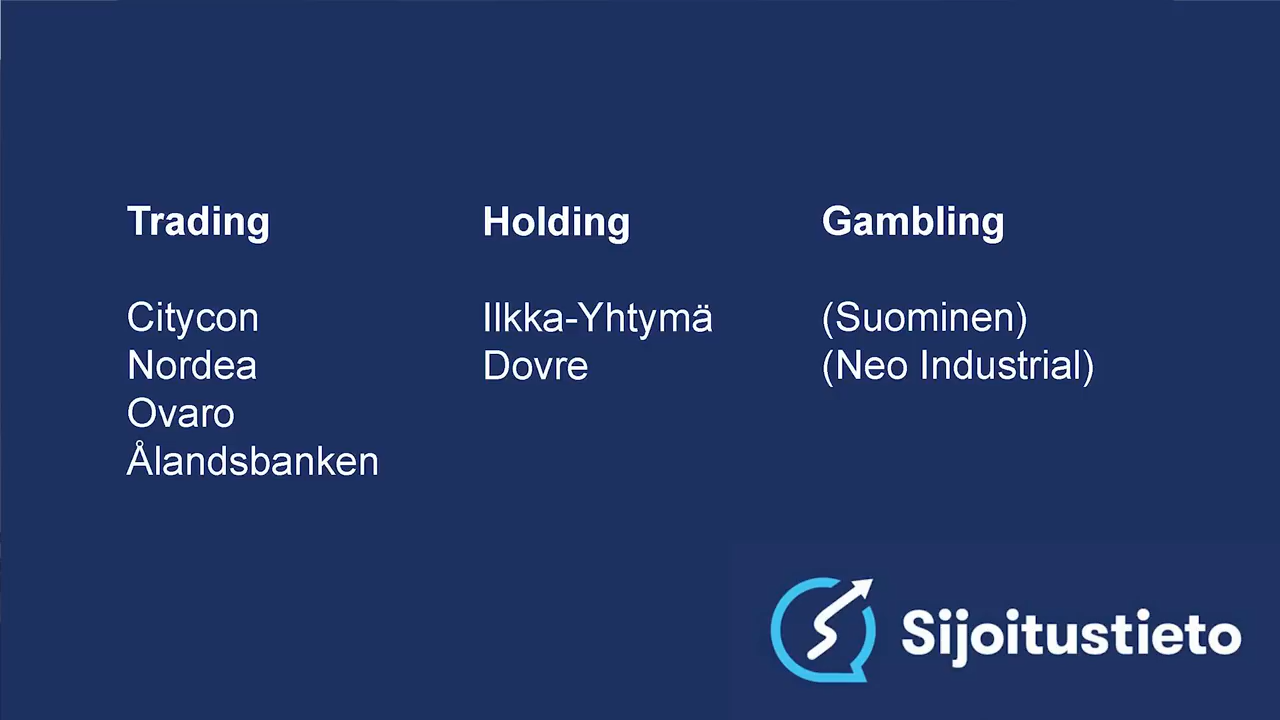 Trading
Citycon
Nordea
Ovaro
Ålandsbanken
Holding
Ilkka-Yhtymä
Dovre
Gambling
(Suominen)
(Neo Industrial)
Sijoitustieto